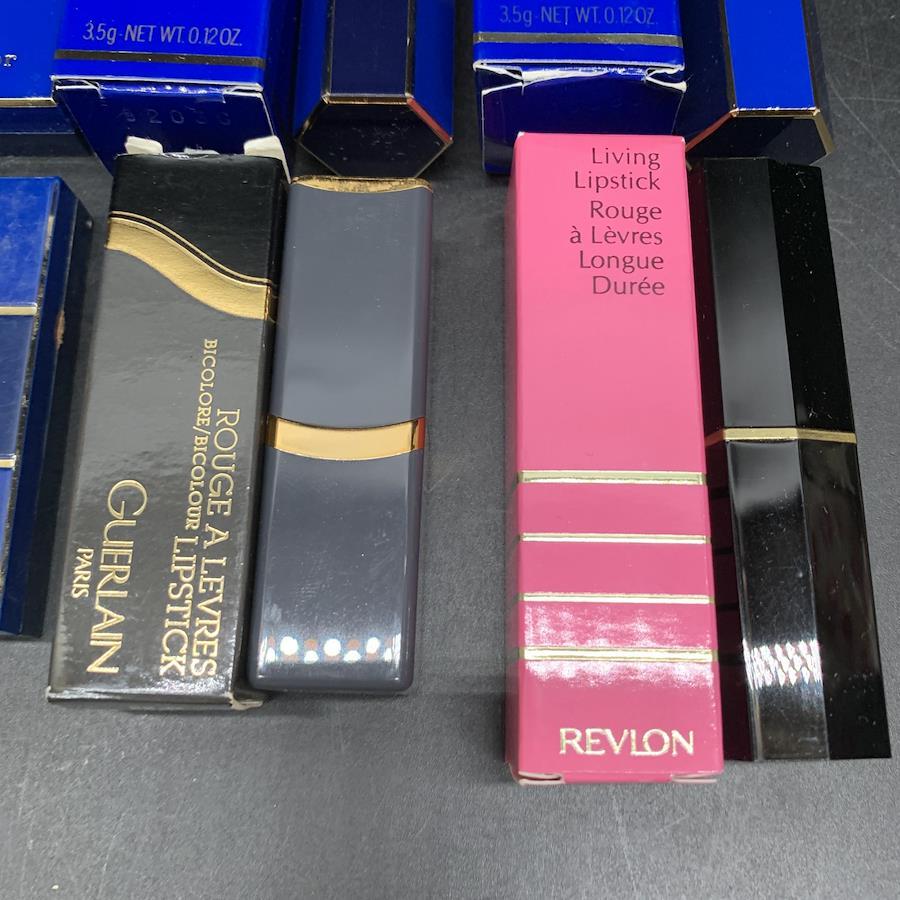 3.5g-NET WT. 0.12 OZ.
3.5g-NET WT. 0.12 OZ.
Living
Lipstick
Rouge
à Lèvres
Longue
Durée
REVLON
ROUGE A LEVRES
BICOLORE/BICOLOUR LIPSTICK
GUERLAIN
PARIS